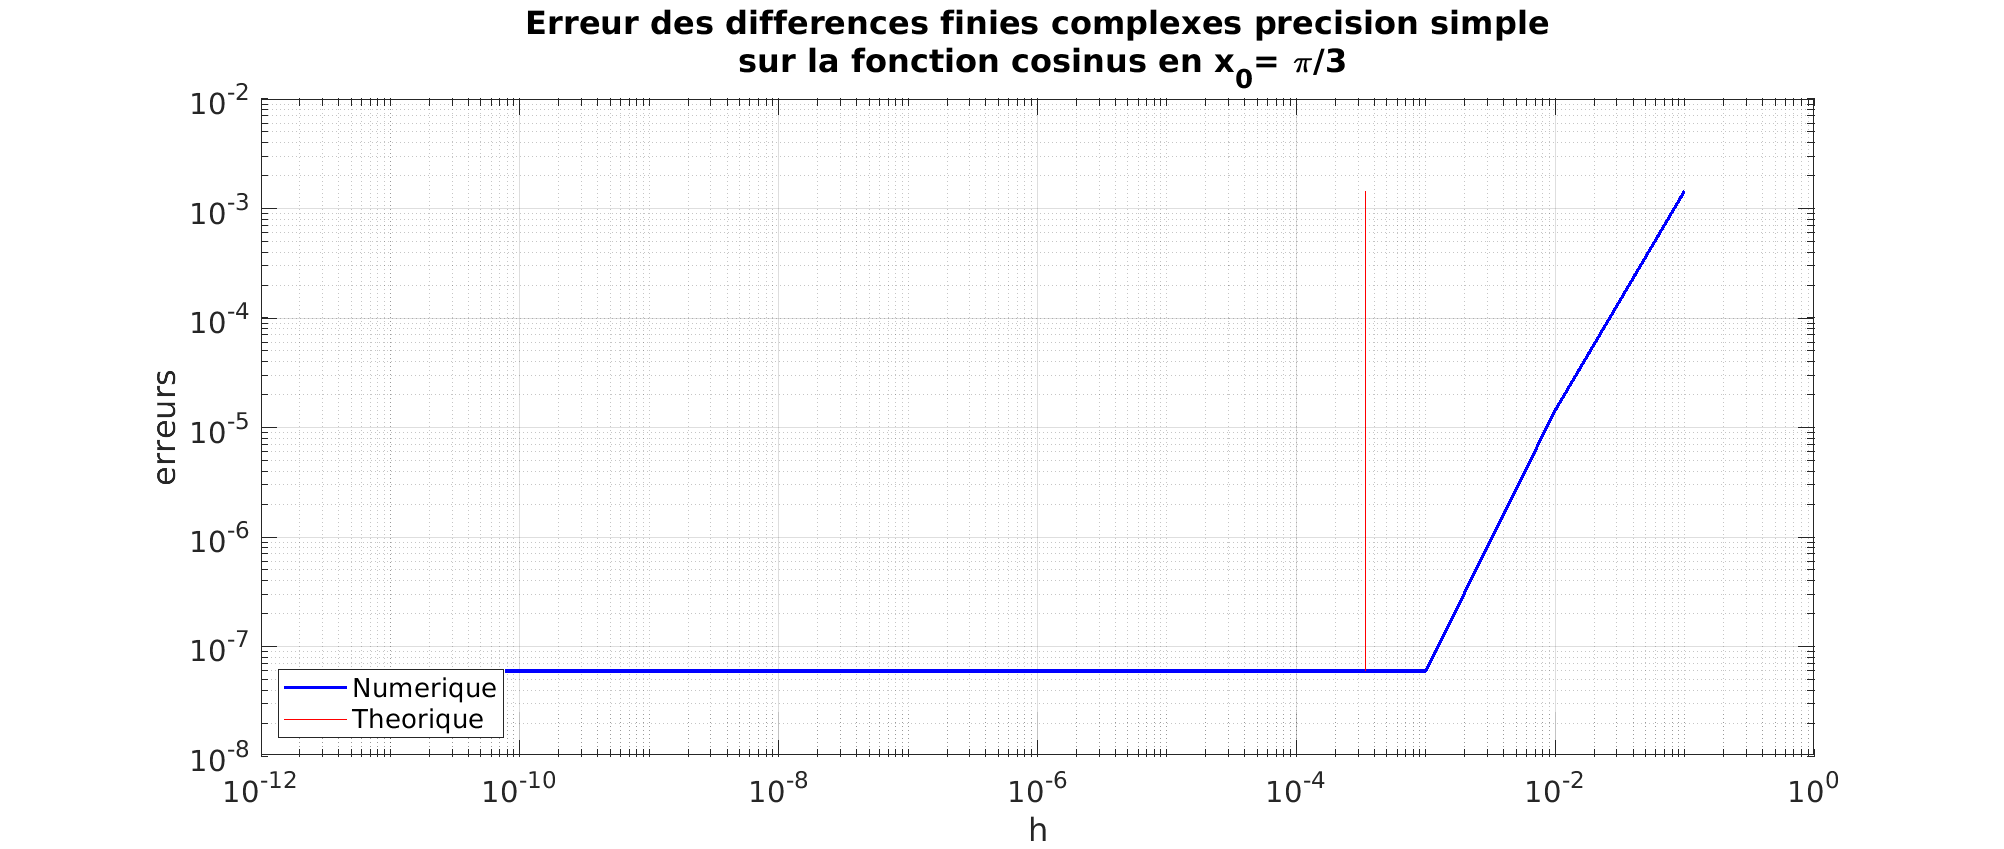 Erreur des differences finies complexes precision simple
sur la fonction cosinus en x_0= π/3
10^-2
10^-3
10^-4
10^-5
10^-6
10^-7
10^-8
erreurs
Numerique
Theorique
10^-12 10^-10 10^-8 10^-6 10^-4 10^-2 10^0
h